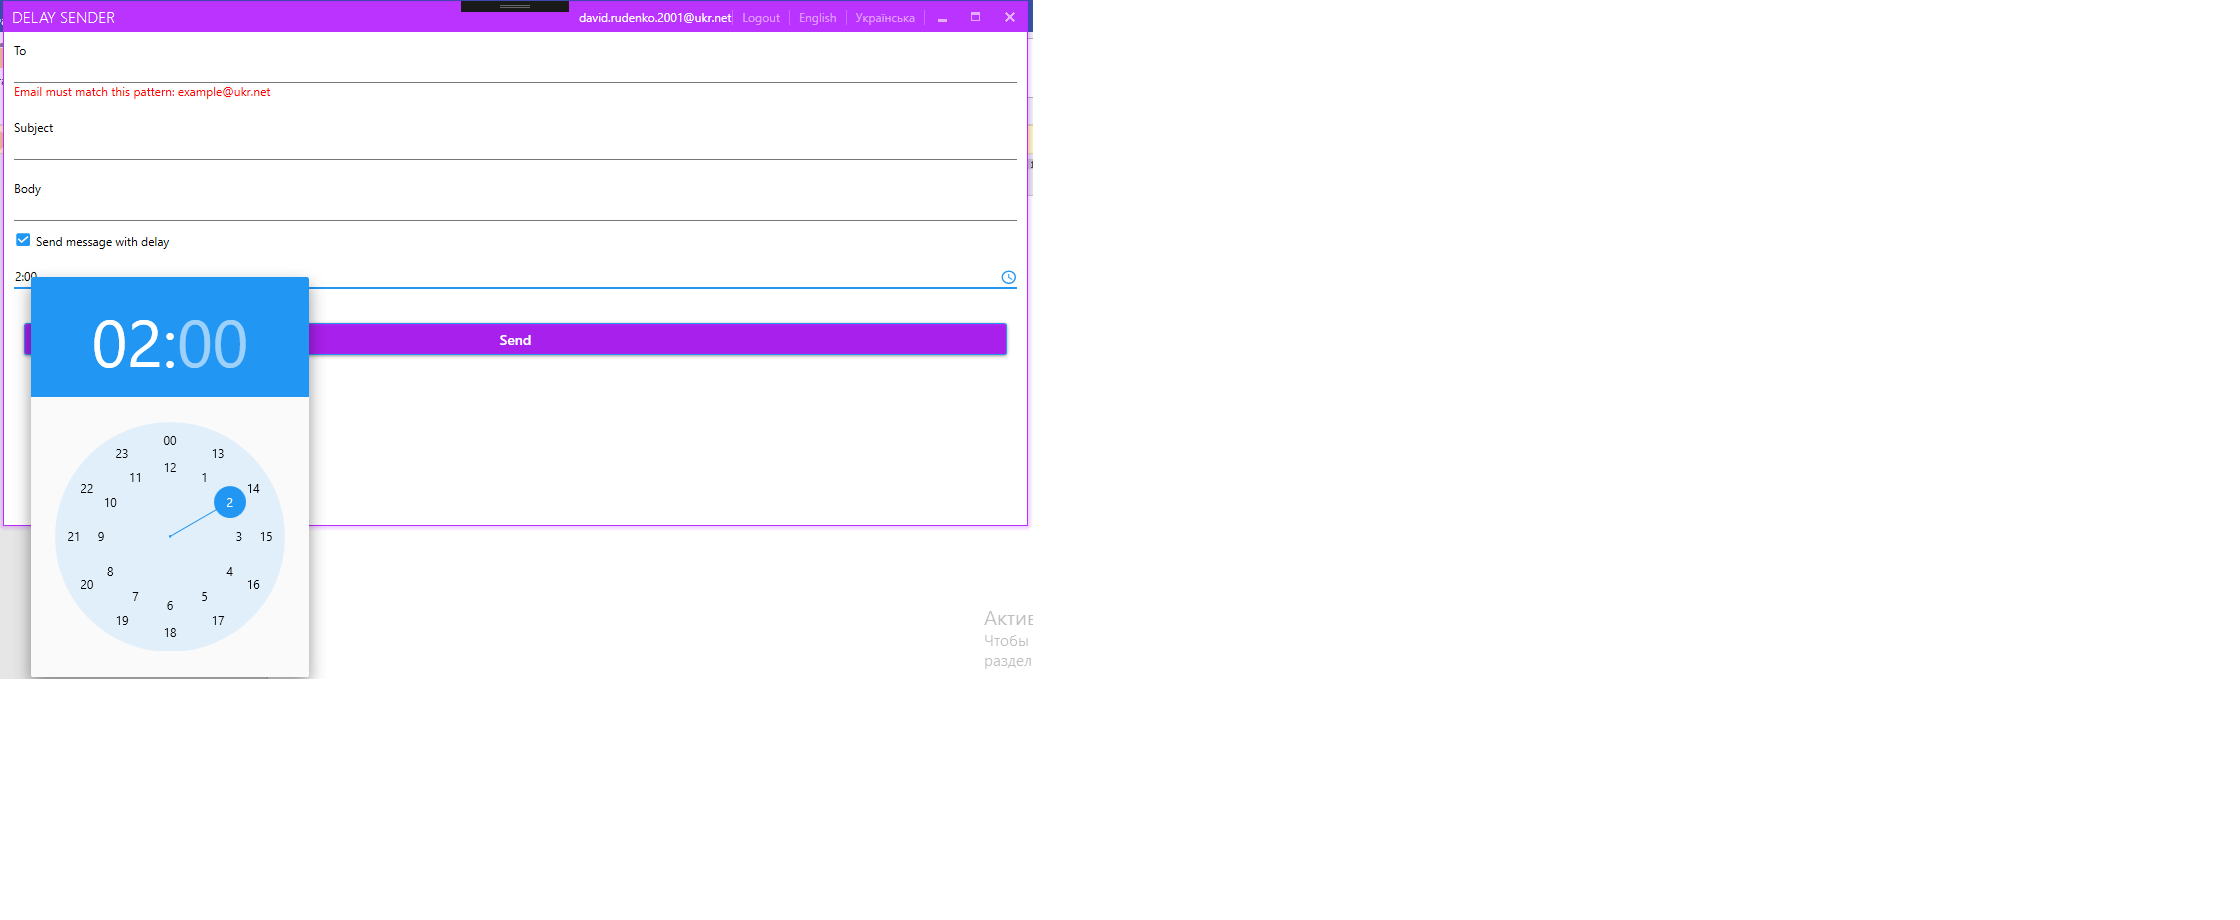 DELAY SENDER
david.rudenko.2001@ukr.net Logout English Українська
To
Email must match this pattern: example@ukr.net
Subject
Body
Send message with delay
2:00
02:00
Send
00
23 13
12
11 1
22 14
10 2
21 9 3 15
8 4
20 16
7 5
6
19 17
18
Чтобы